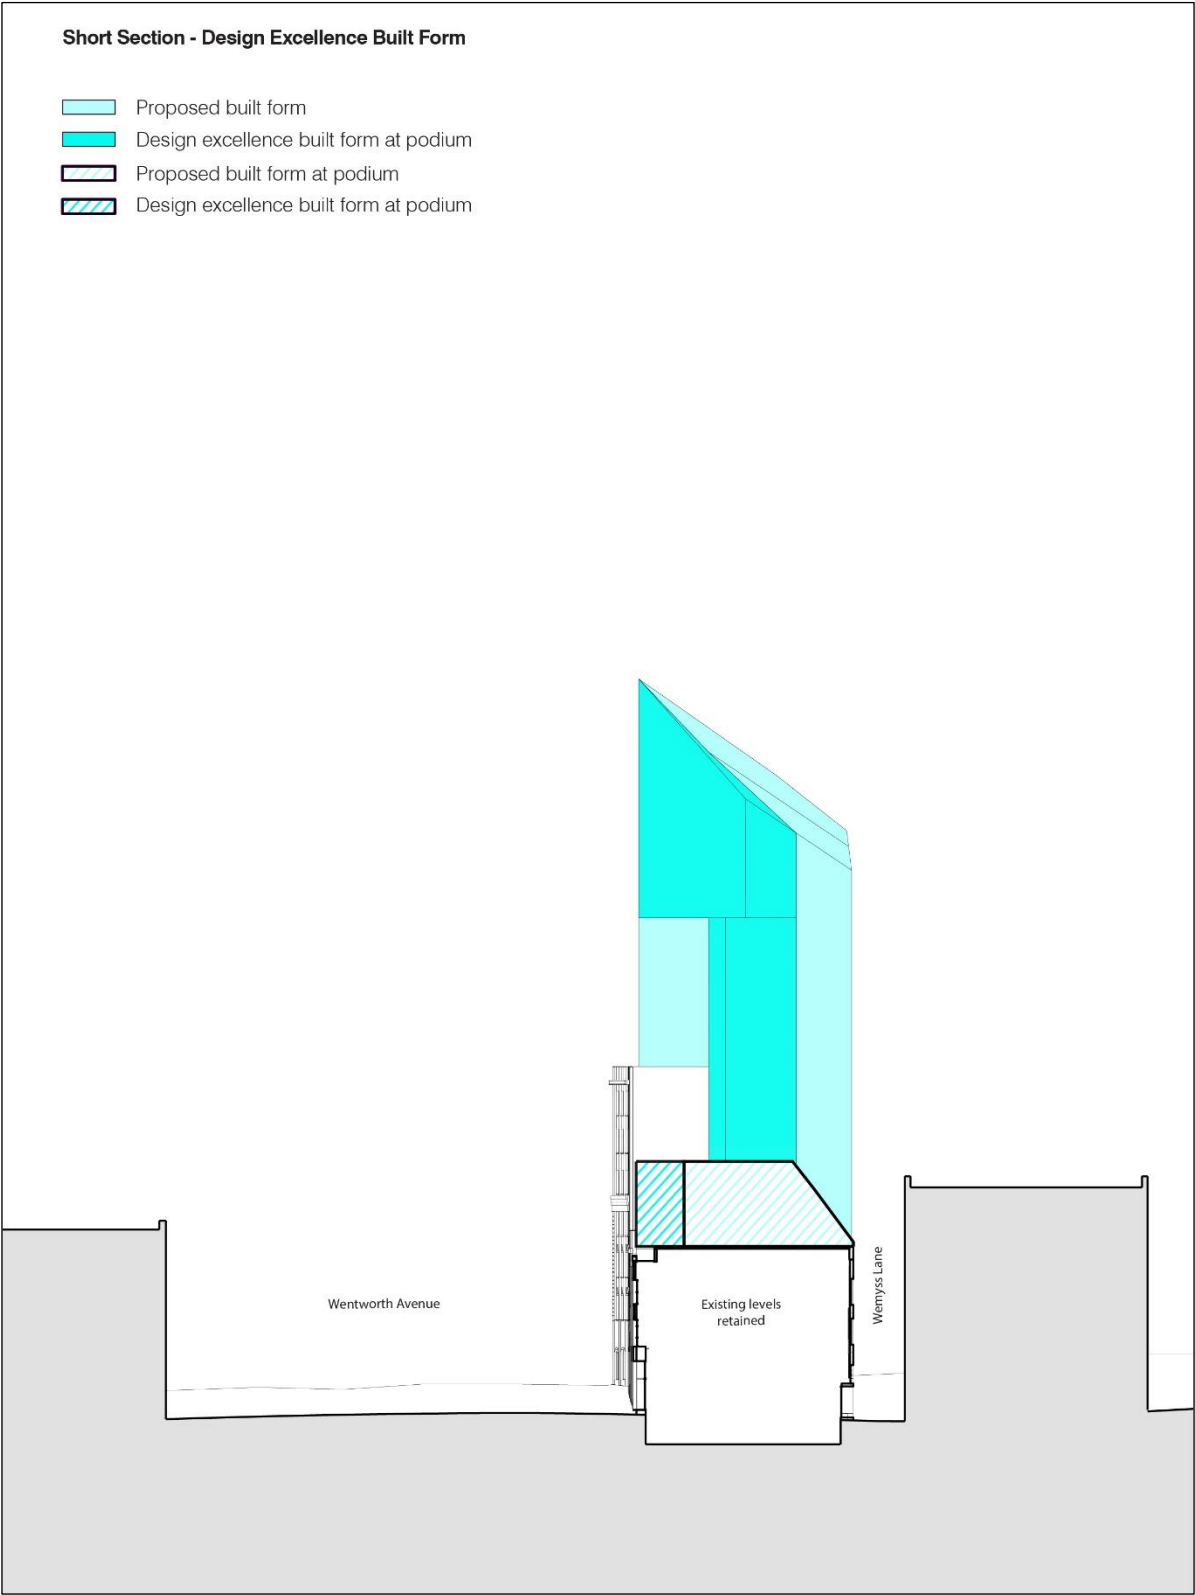 Short Section - Design Excellence Built Form
Proposed built form
Design excellence built form at podium
Proposed built form at podium
Design excellence built form at podium
Wentworth Avenue
Existing levels
retained
Wemyss Lane